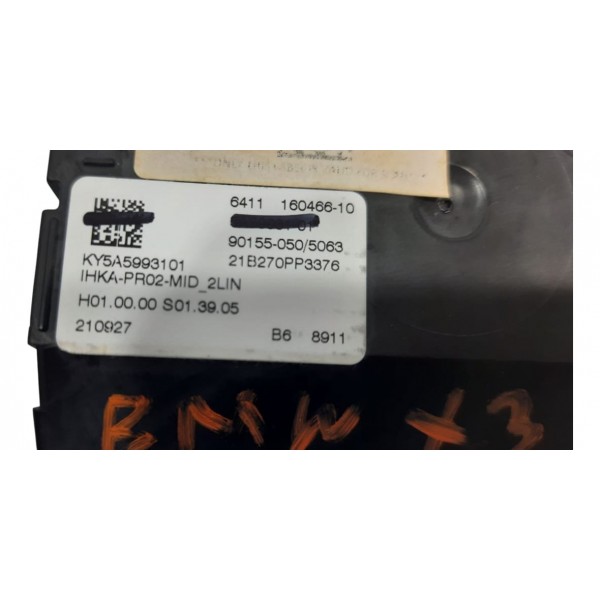 6411 160466-10
90155-050/5063
KY5A5993101 21B270PP3376
IHKA-PR02-MID_2LIN
H01.00.00 S01.39.05
210927 B6 8911
BMW X3